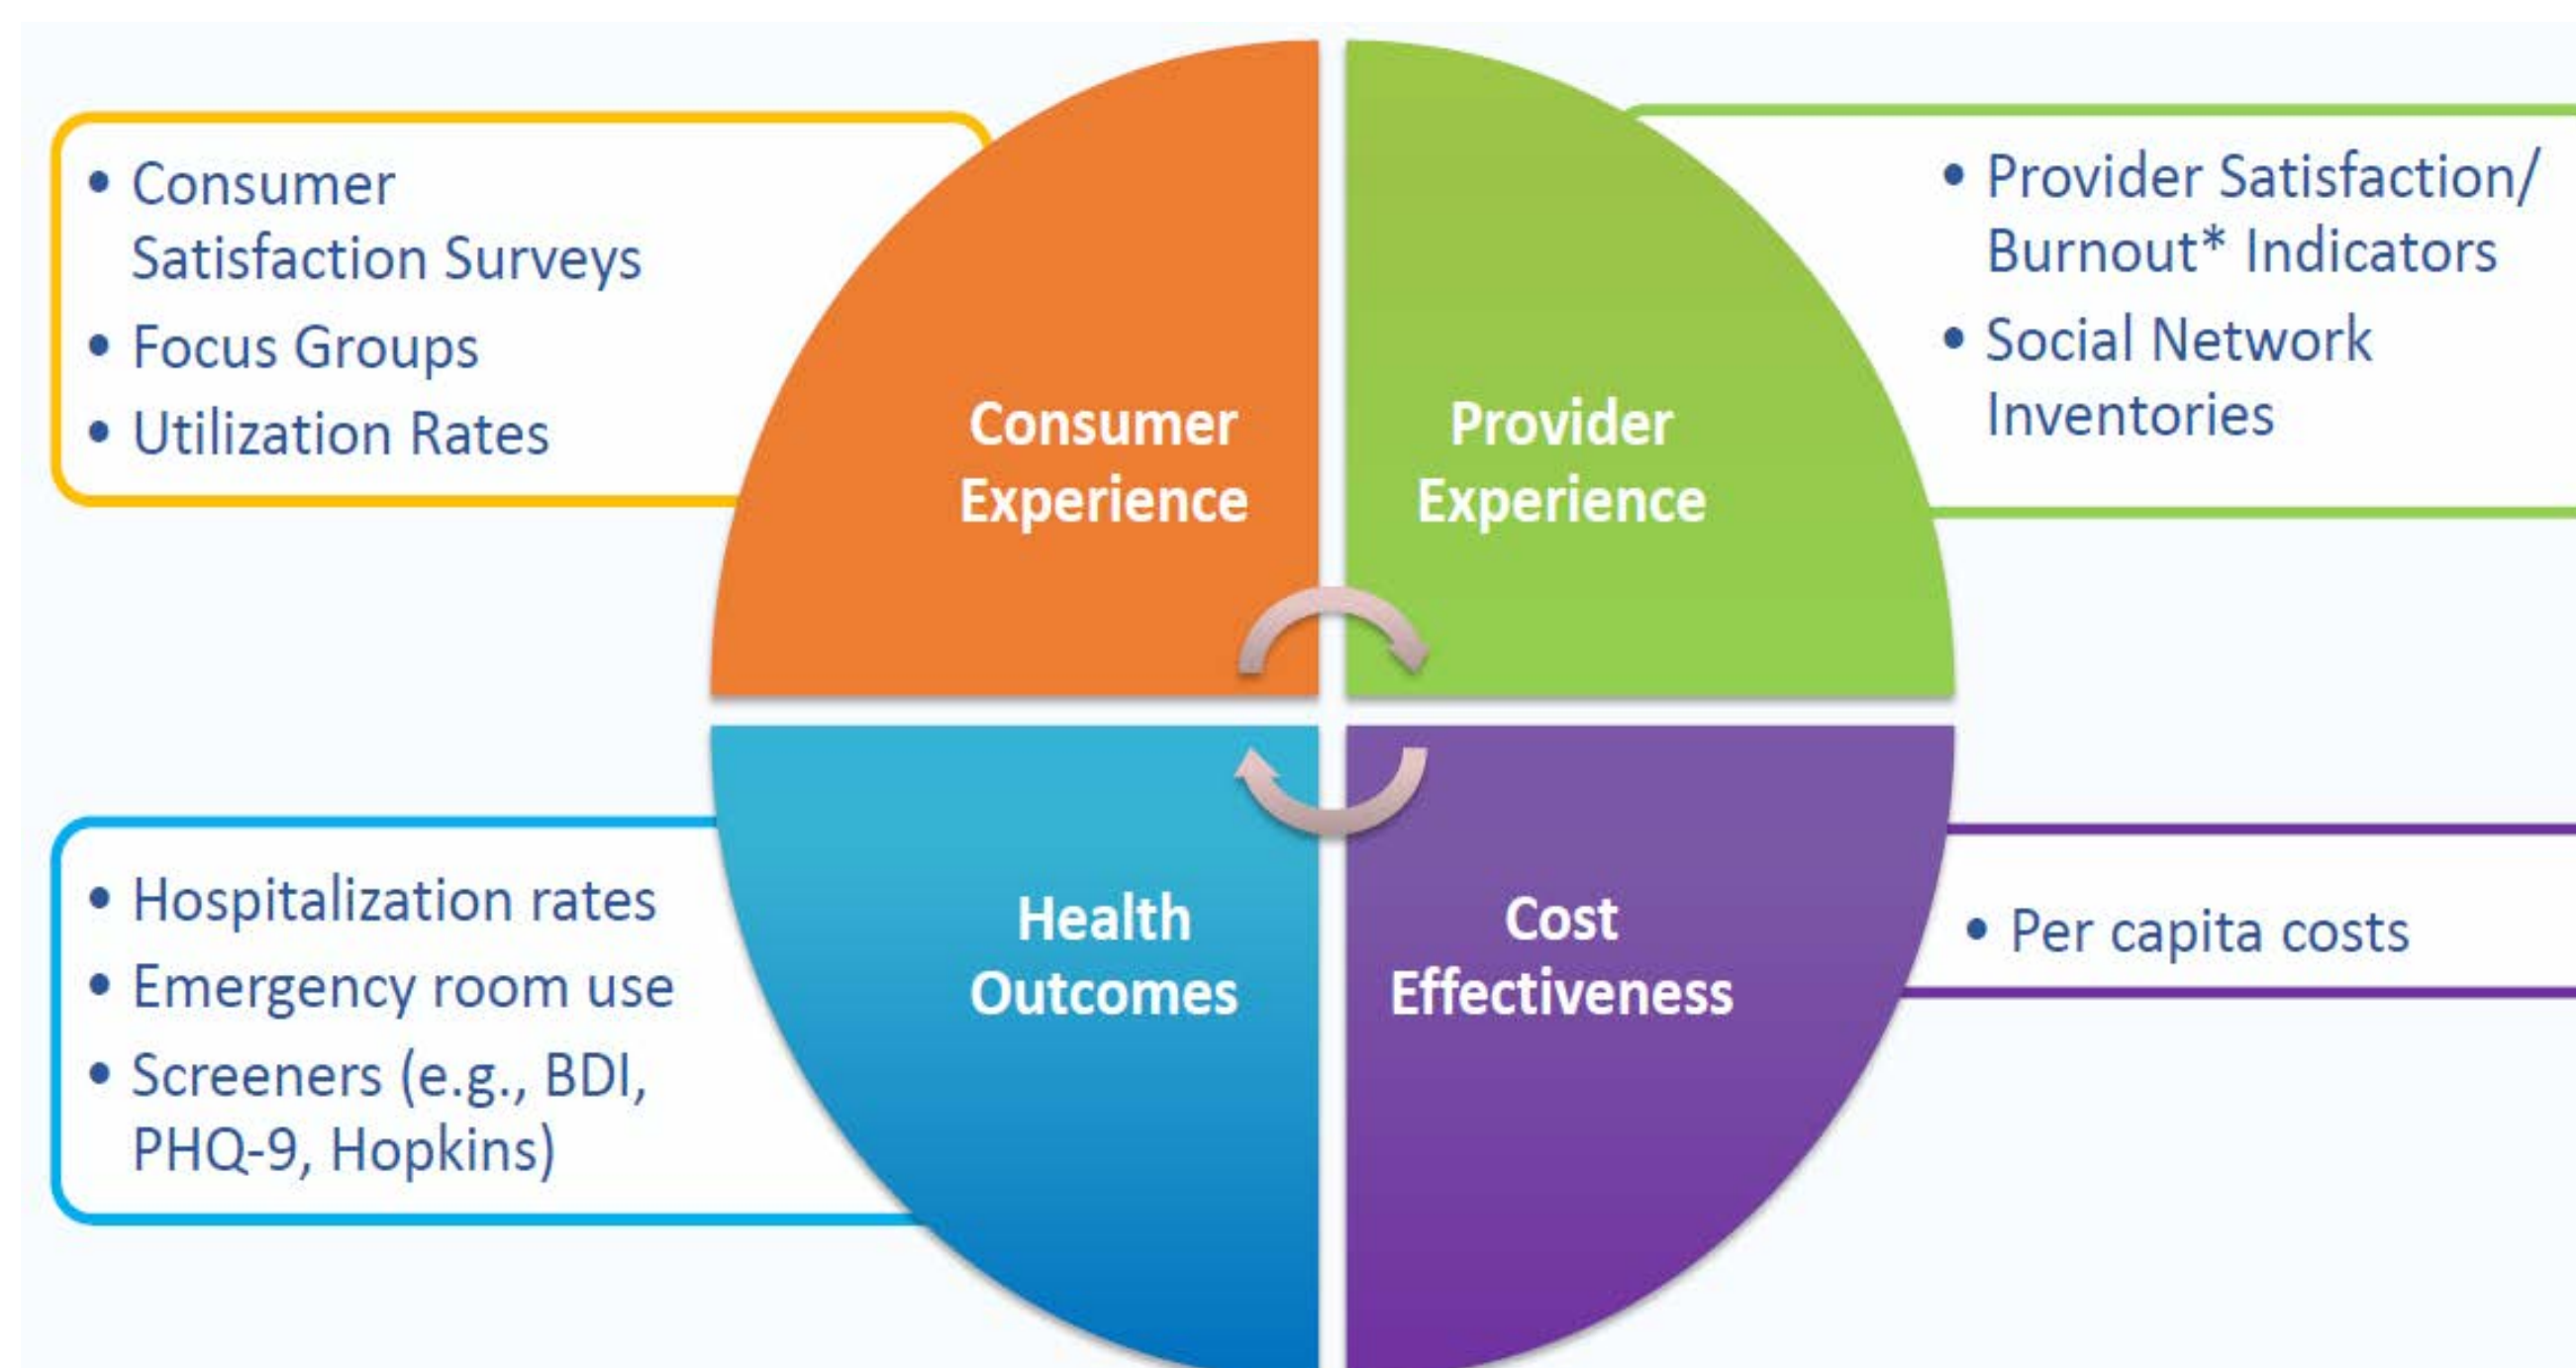 • Consumer
Satisfaction Surveys
• Focus Groups
• Utilization Rates
Consumer
Experience
Provider
Experience
• Provider Satisfaction/
Burnout* Indicators
• Social Network
Inventories
• Hospitalization rates
• Emergency room use
• Screeners (e.g., BDI,
PHQ-9, Hopkins)
Health
Outcomes
Cost
Effectiveness
• Per capita costs